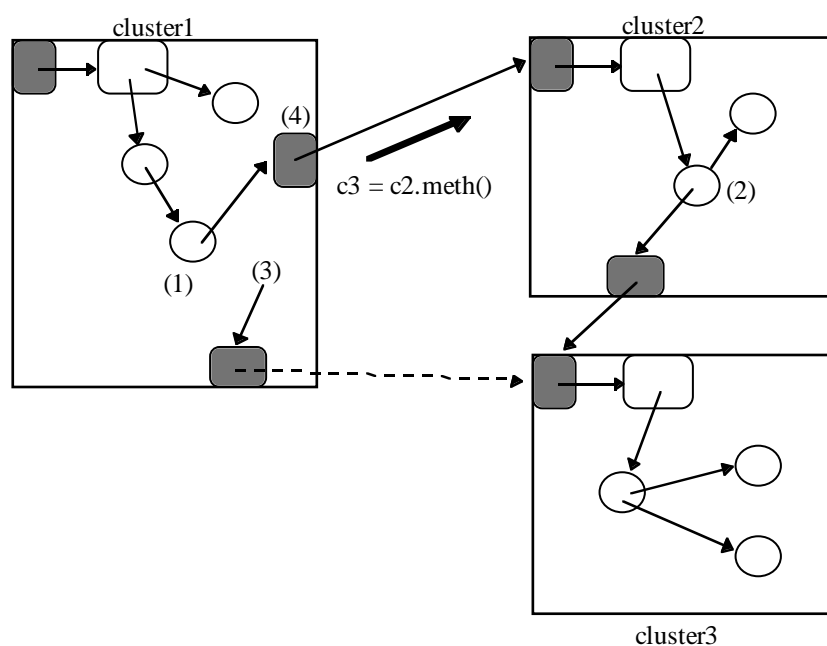 cluster1
cluster2
(4)
c3 = c2.meth()
(2)
(1)
(3)
cluster3